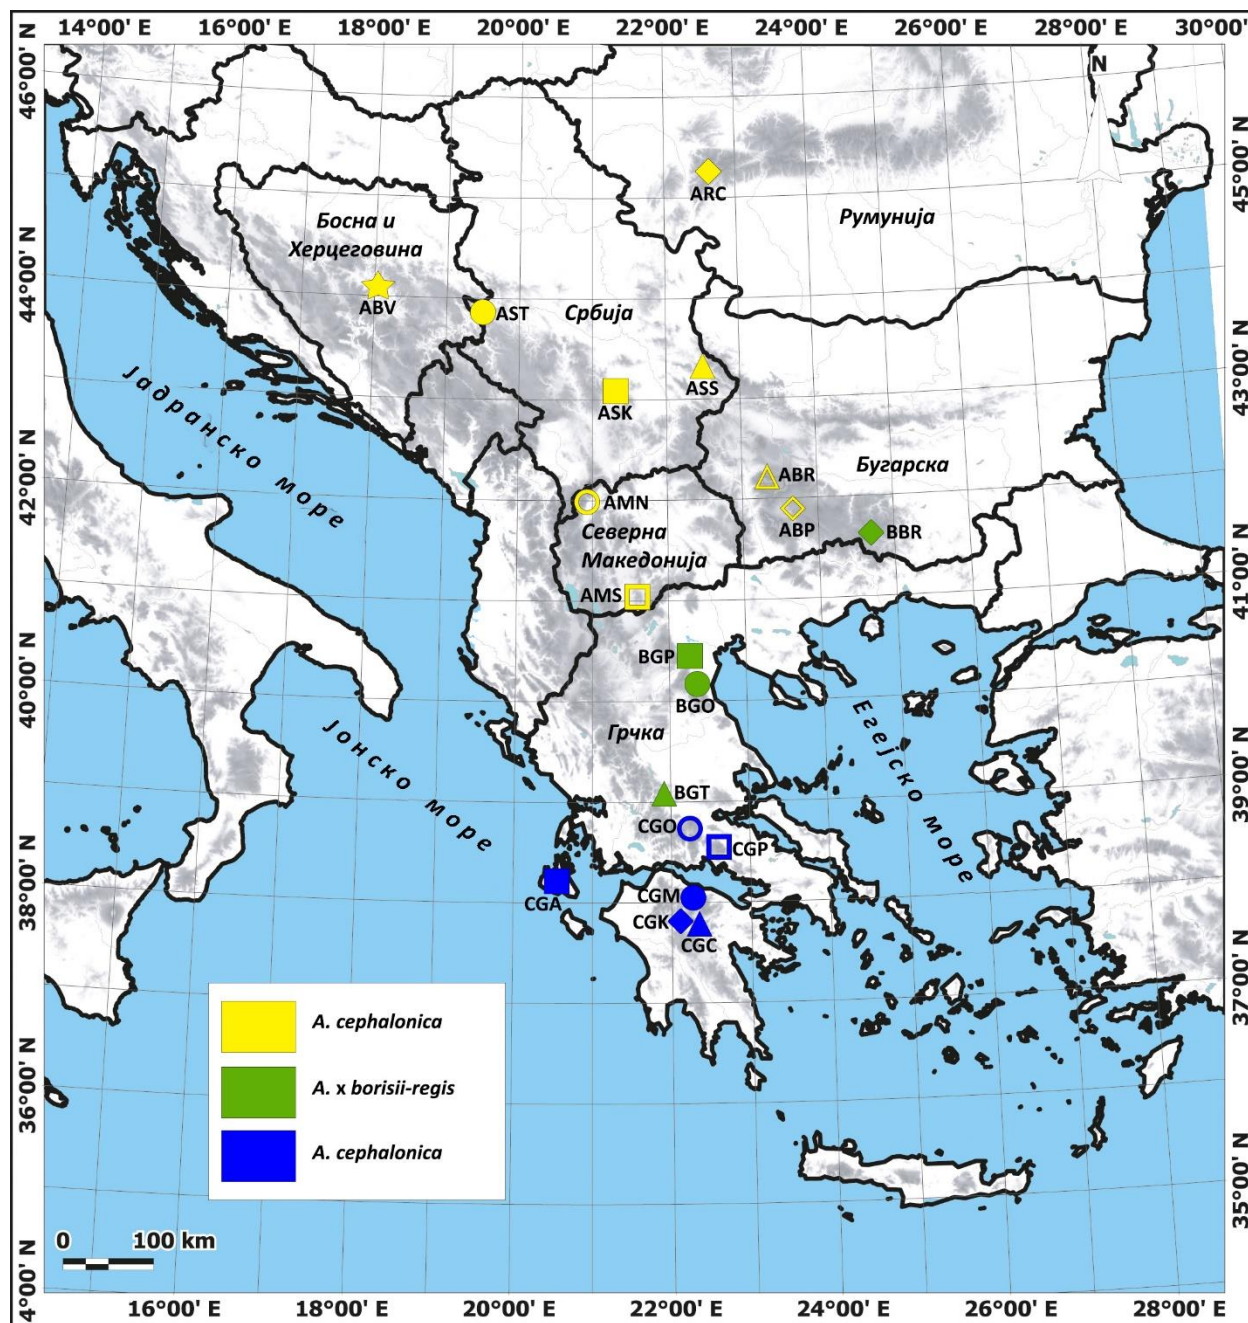 14°00' E 16°00' E 18°00' E 20°00' E 22°00' E 24°00' E 26°00' E 28°00' E 30°00' E
46°00' N
45°00' N
44°00' N
43°00' N
42°00' N
41°00' N
40°00' N
39°00' N
38°00' N
37°00' N
36°00' N
35°00' N
34°00' N
N
ARC
Румунија
Босна и
Херцеговина
ABV
AST
Србија
ASS
ASK
Јадранско море
ABR
Бугарска
AMN
ABP
BBR
Северна
Македонија
AMS
BGP
BGO
Грчка
Егејско море
Јонско море
BGT
CGO
CGP
CGA
CGM
CGK
CGC
A. cephalonica
A. x borisii-regis
A. cephalonica
0 100 km
16°00' E 18°00' E 20°00' E 22°00' E 24°00' E 26°00' E 28°00' E